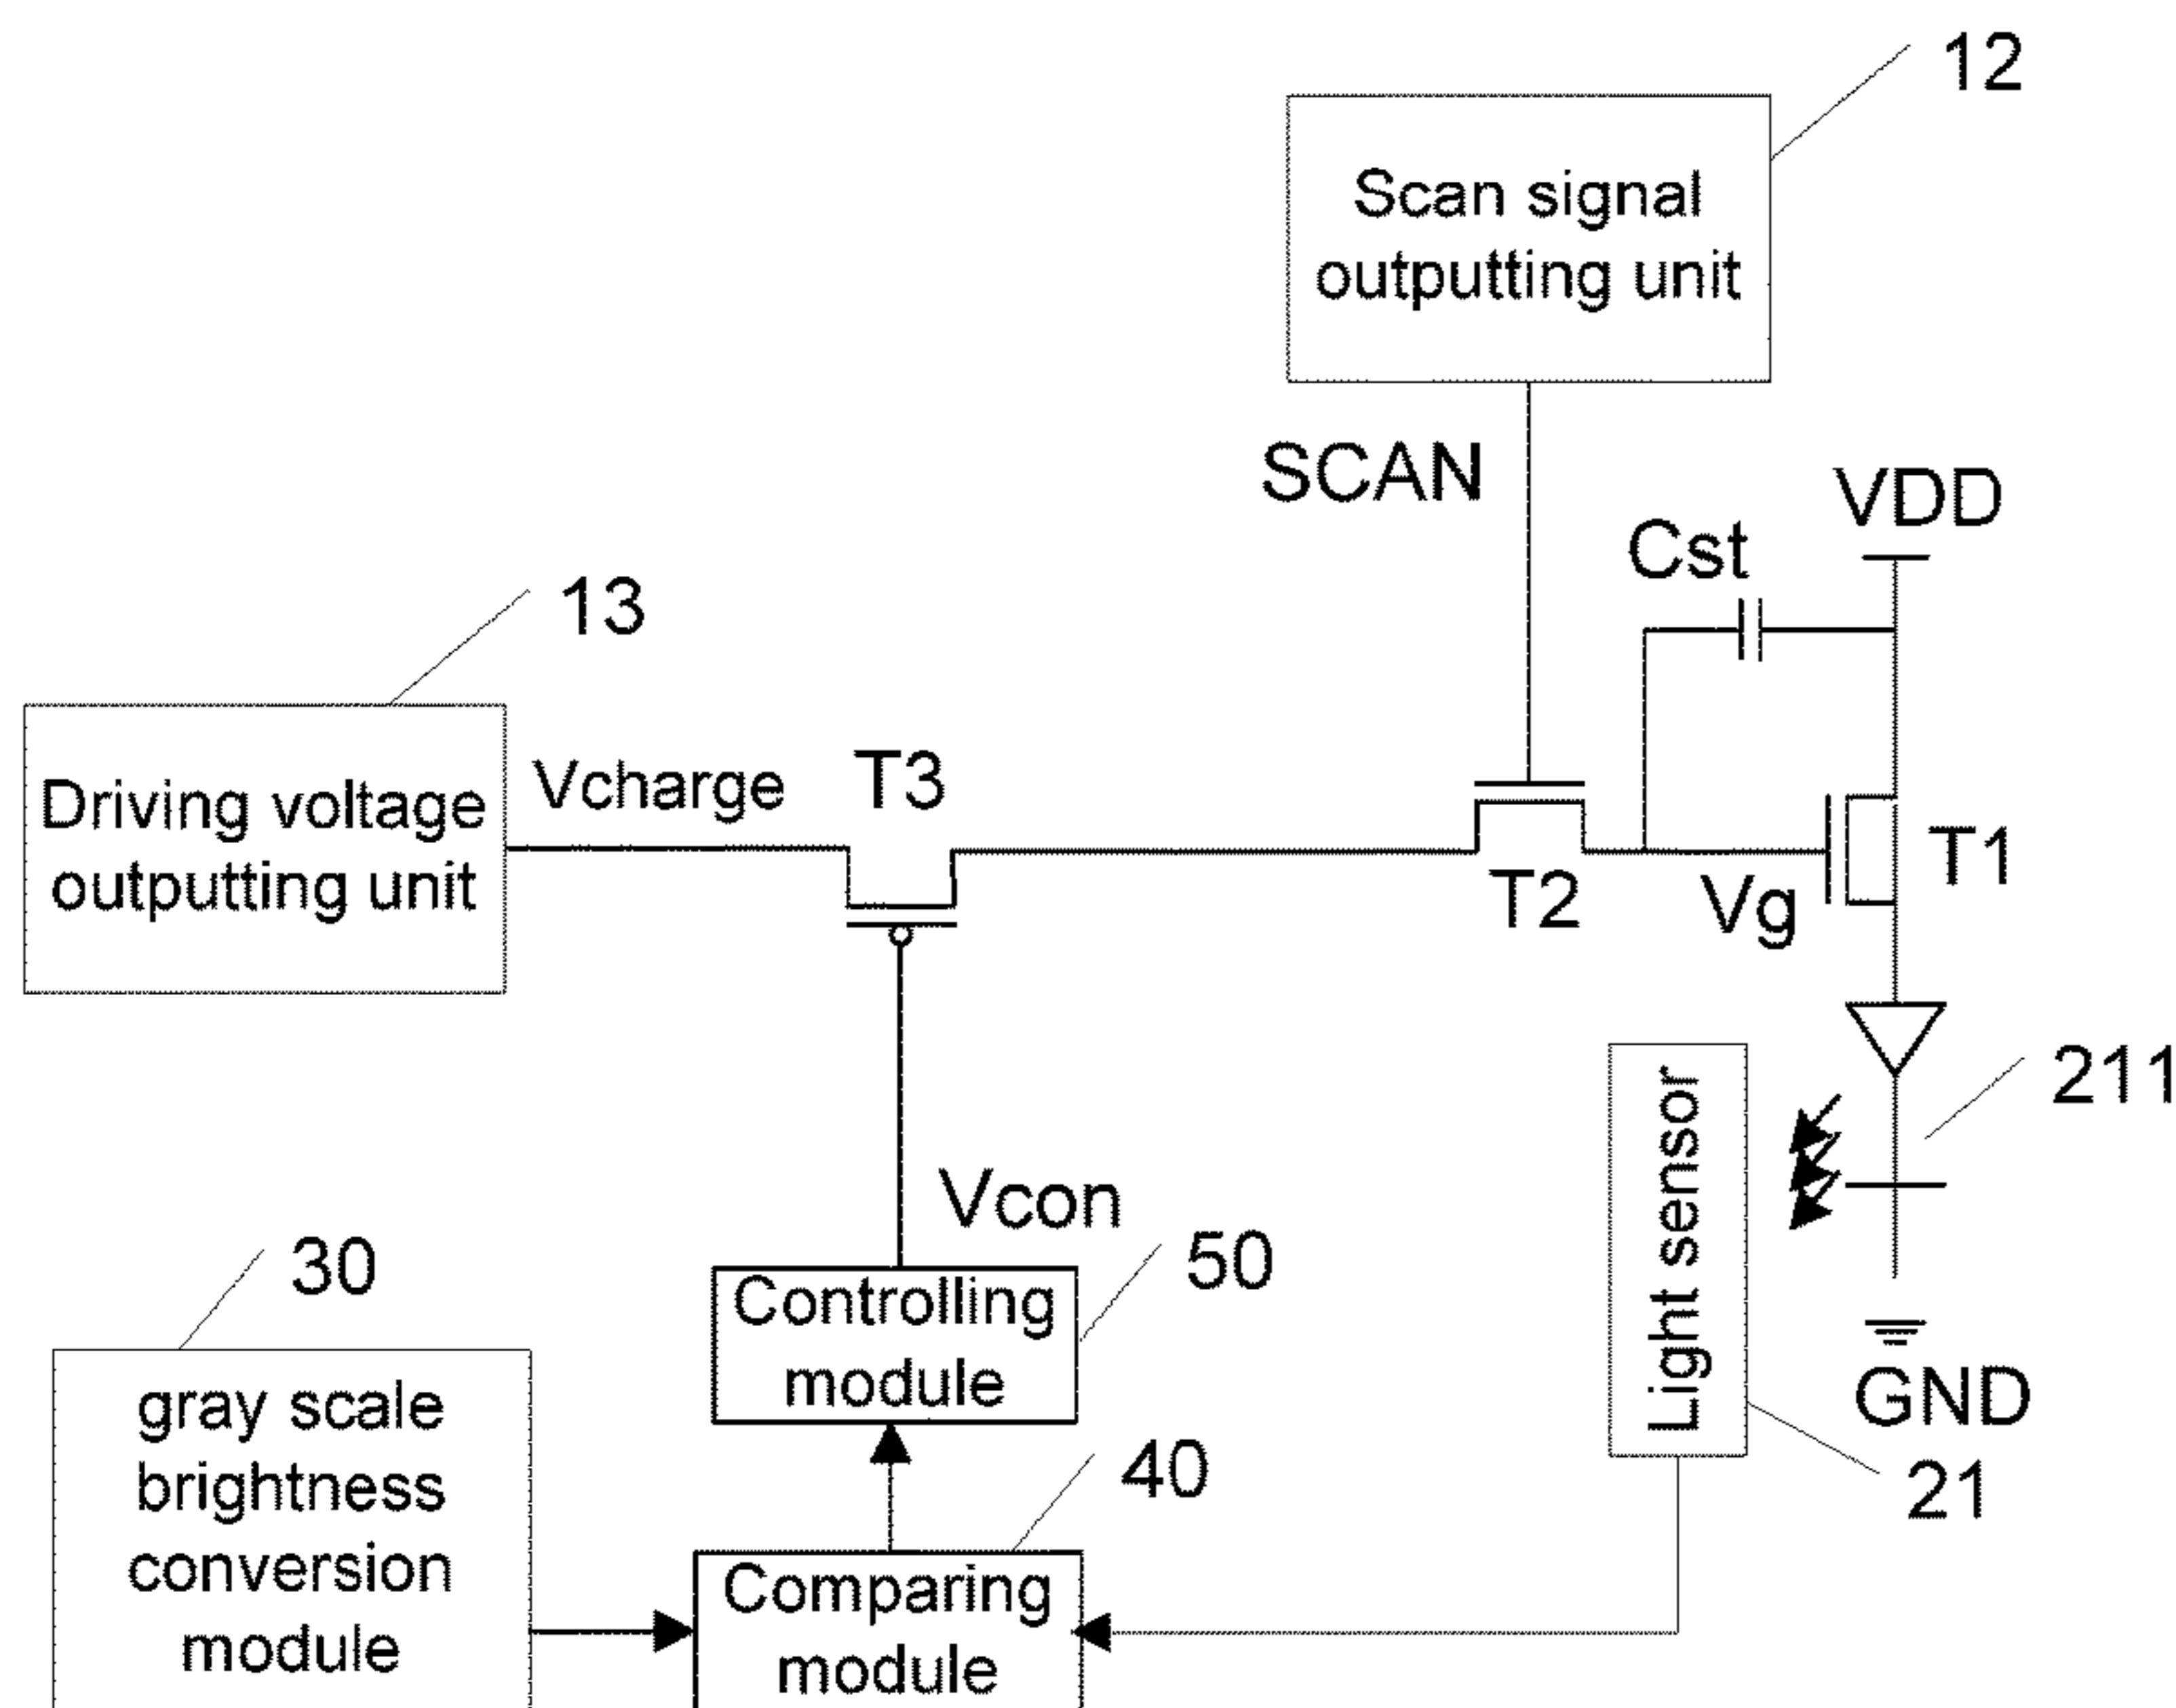 12
Scan signal
outputting unit
SCAN
VDD
Cst
13
Driving voltage
outputting unit
Vcharge
T3
T2
Vg
T1
211
Light sensor
Vcon
50
30
Controlling
module
GND
gray scale
brightness
conversion
module
40
21
Comparing
module